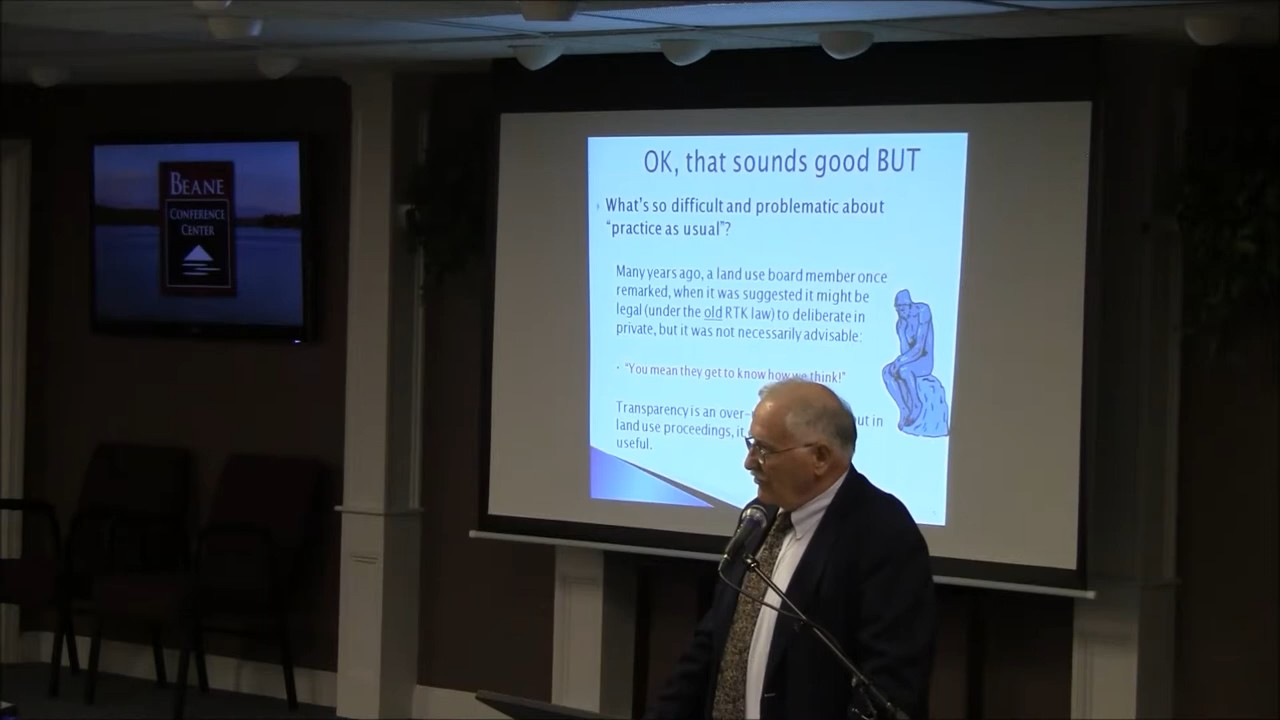 BEANE
CONFERENCE
CENTER
OK, that sounds good BUT
What's so difficult and problematic about
"practice as usual"?
Many years ago, a land use board member once
remarked, when it was suggested it might be
legal (under the old RTK law) to deliberate in
private, but it was not necessarily advisable:
"You mean they get to know how we think!"
Transparency is an over- in
land use proceedings,
useful.